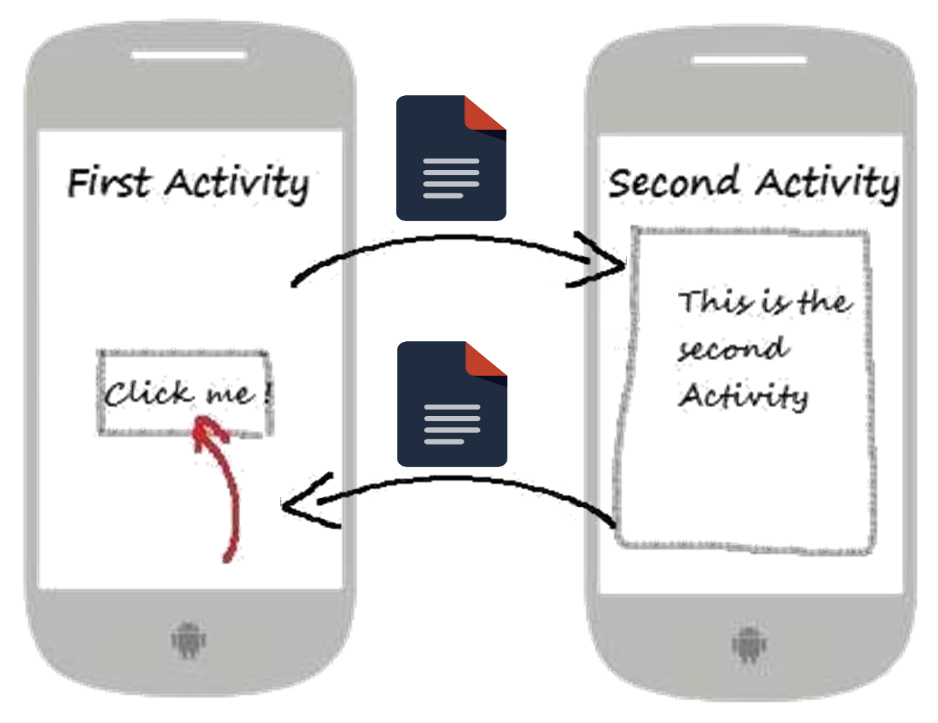 First Activity
Click me !
Second Activity
This is the
second
Activity